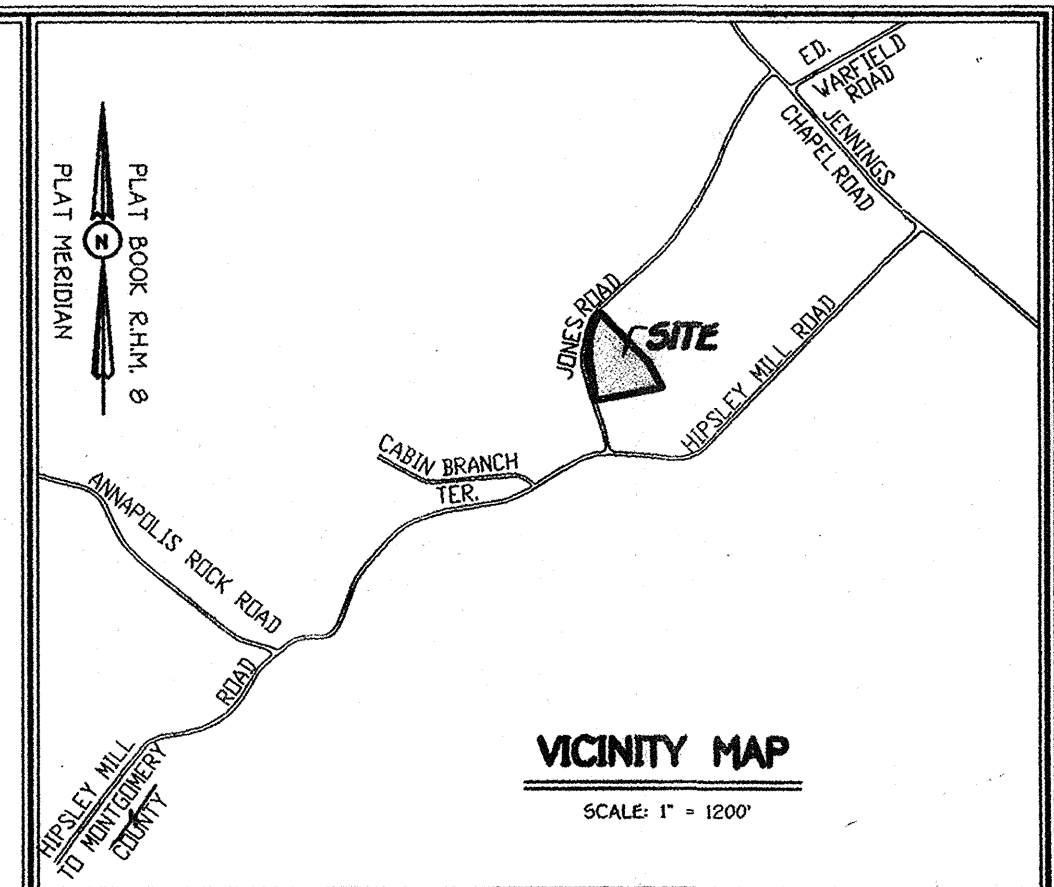 ED.
WARFIELD
ROAD
JENNINGS
CHAPEL ROAD
PLAT BOOK R.H.M. 8
PLAT MERIDIAN
N
JONES ROAD
SITE
HIPSLEY MILL ROAD
CABIN BRANCH
TER.
ANNAPOLIS ROCK ROAD
ROAD
HIPSLEY MILL
TO MONTGOMERY
COUNTY
VICINITY MAP
SCALE: 1" = 1200'